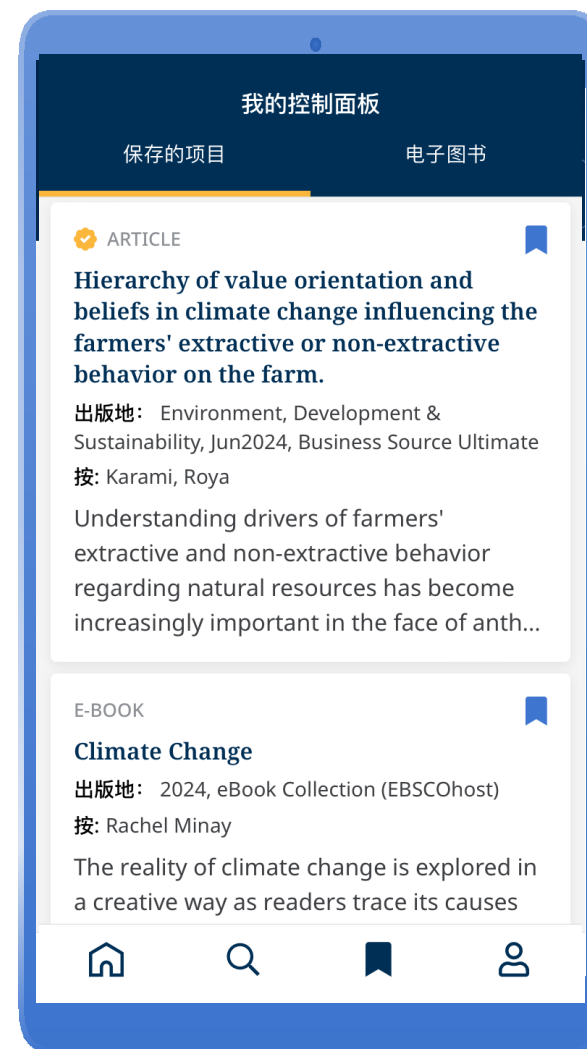 我的控制面板
保存的项目 电子图书
ARTICLE
Hierarchy of value orientation and
beliefs in climate change influencing the
farmers' extractive or non-extractive
behavior on the farm.
出版地： Environment, Development &
Sustainability, Jun2024, Business Source Ultimate
按: Karami, Roya
Understanding drivers of farmers'
extractive and non-extractive behavior
regarding natural resources has become
increasingly important in the face of anth...
E-BOOK
Climate Change
出版地： 2024, eBook Collection (EBSCOhost)
按: Rachel Minay
The reality of climate change is explored in
a creative way as readers trace its causes